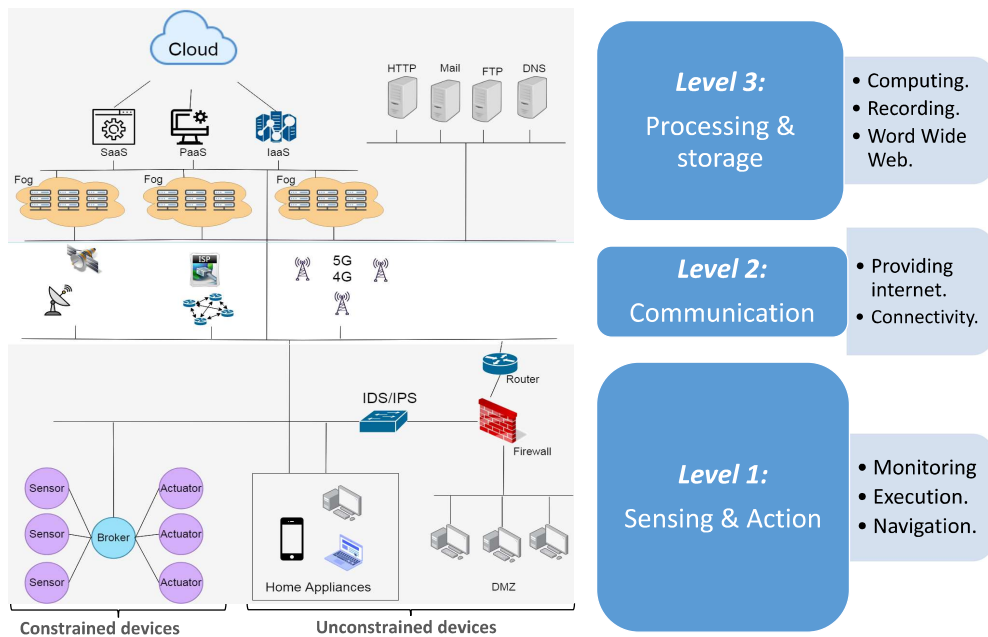 Cloud
SaaS
PaaS
IaaS
HTTP
Mail
FTP
DNS
Fog
Fog
Fog
ISP
5G
4G
Router
IDS/IPS
Firewall
Sensor
Sensor
Sensor
Broker
Actuator
Actuator
Actuator
Home Appliances
DMZ
Constrained devices
Unconstrained devices
Level 3:
Processing &
storage
• Computing.
• Recording.
• Word Wide
Web.
Level 2:
Communication
• Providing
internet.
• Connectivity.
Level 1:
Sensing & Action
• Monitoring
• Execution.
• Navigation.